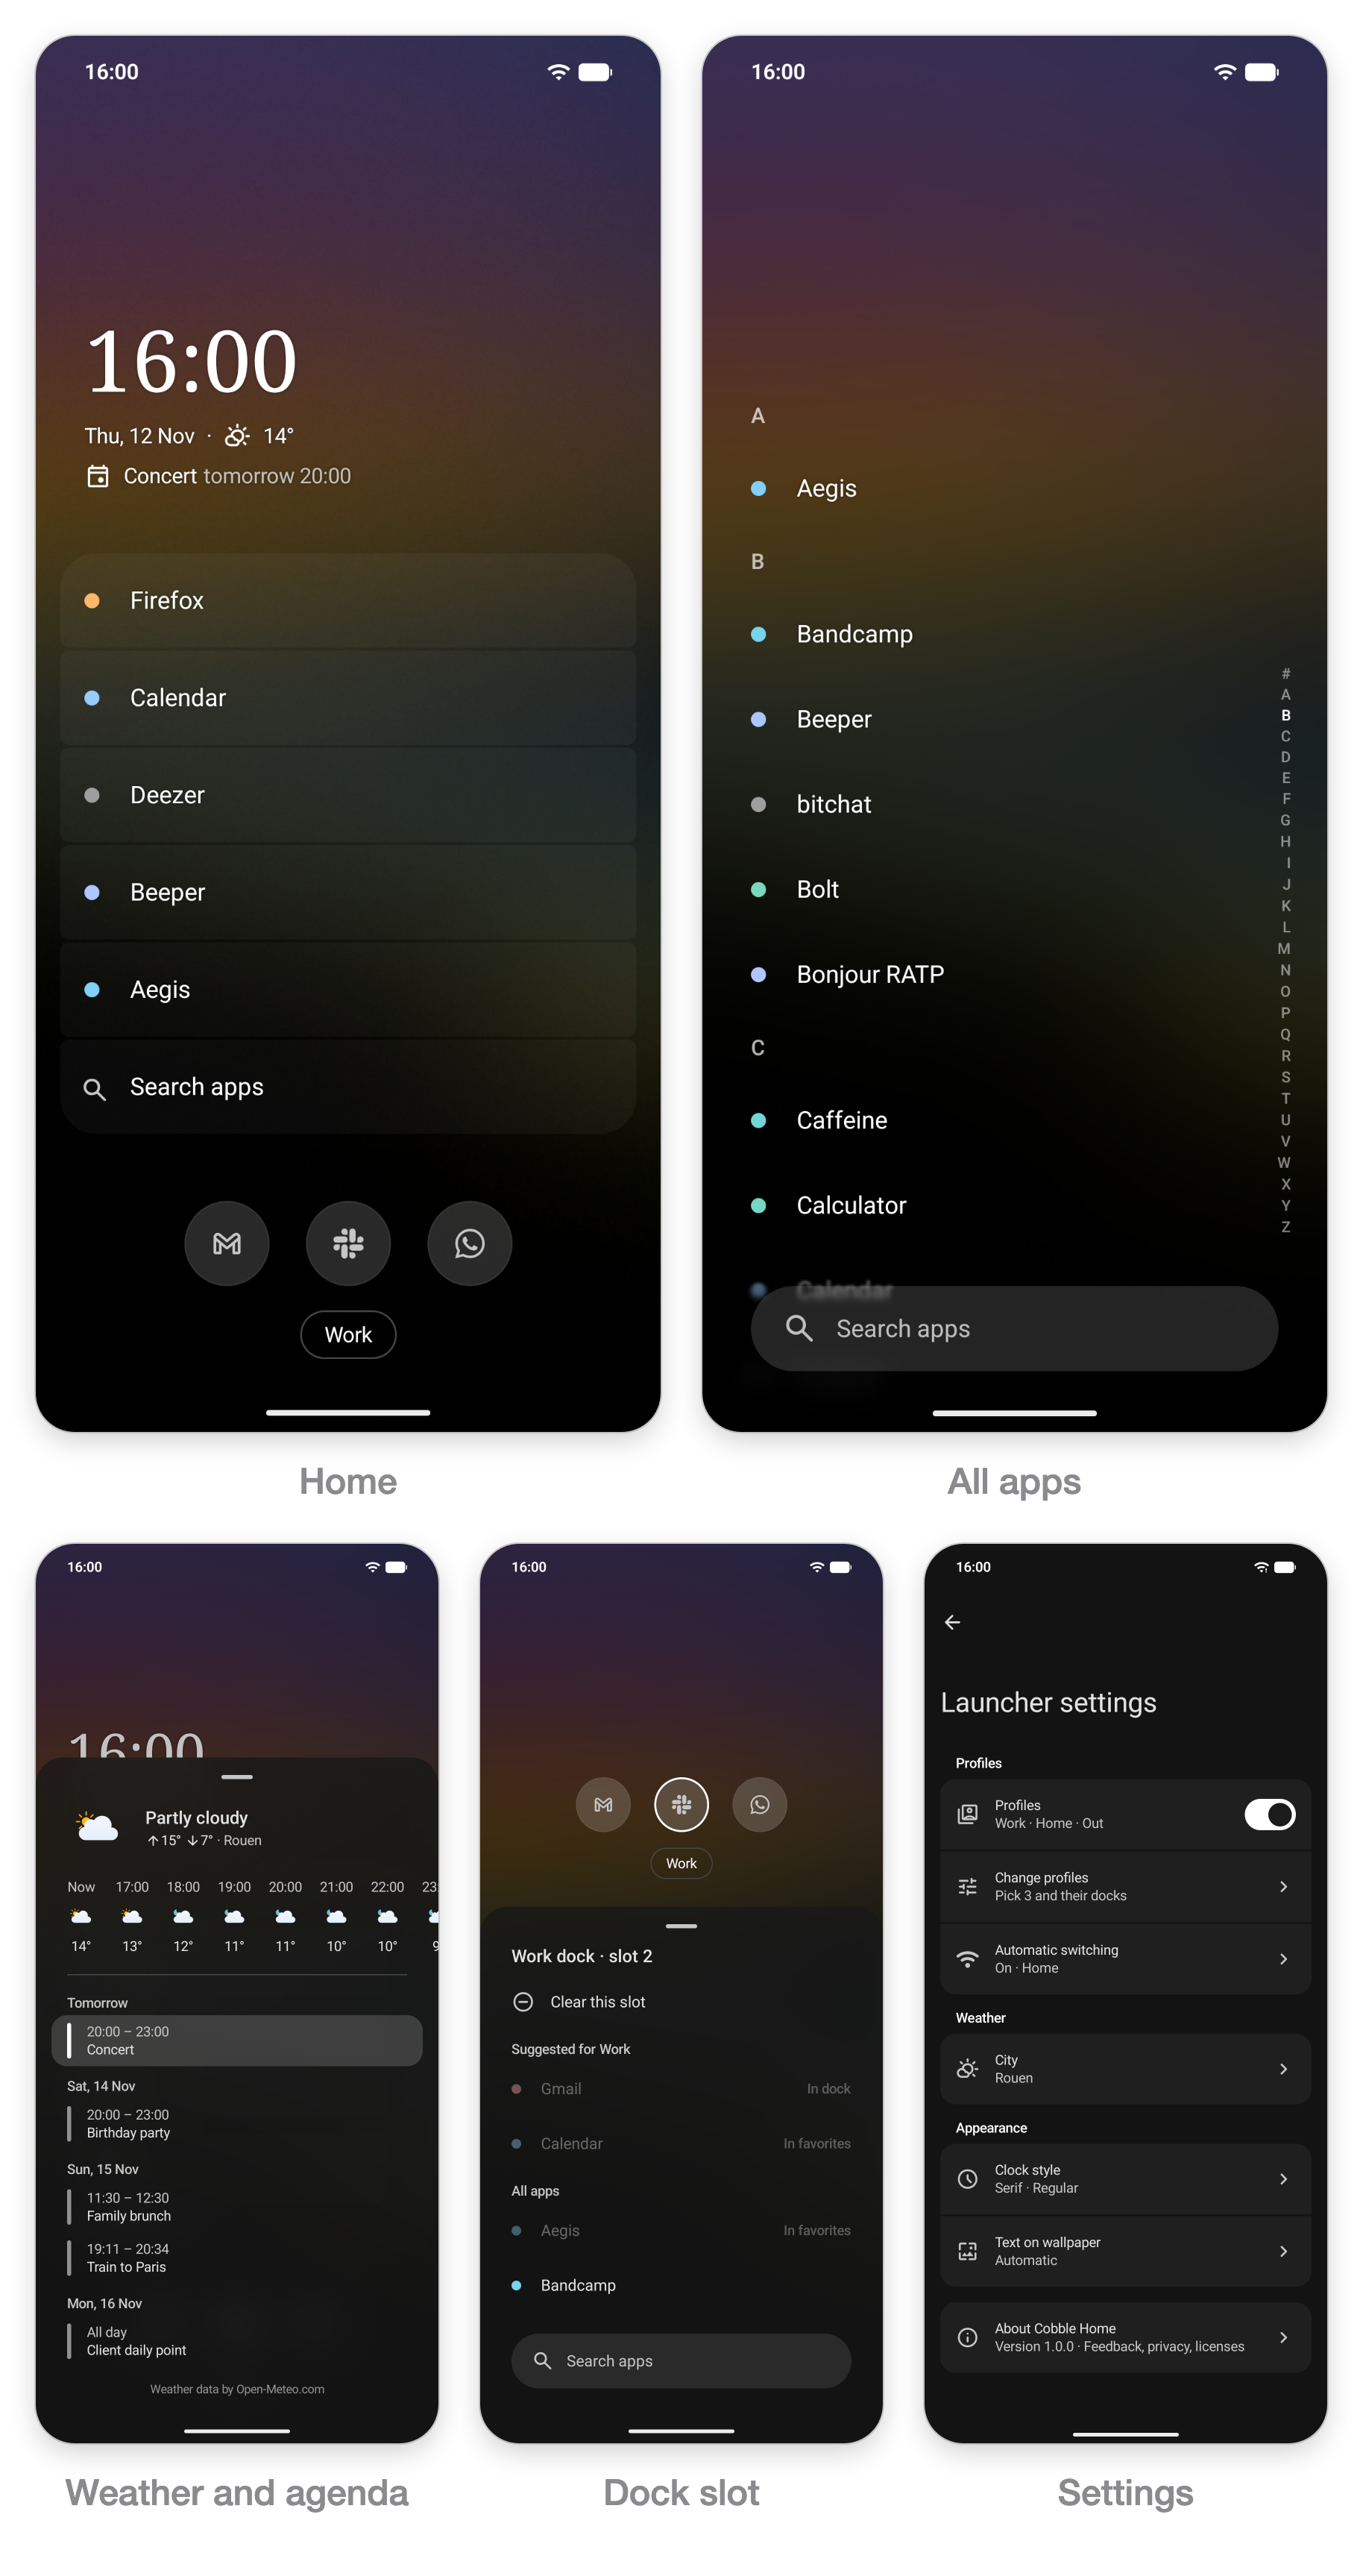 16:00
16:00
Thu, 12 Nov · 14°
Concert tomorrow 20:00
Firefox
Calendar
Deezer
Beeper
Aegis
Search apps
Work
Home
16:00
A
Aegis
B
Bandcamp
Beeper
bitchat
Bolt
Bonjour RATP
C
Caffeine
Calculator
Calendar
Search apps
#
A
B
C
D
E
F
G
H
I
J
K
L
M
N
O
P
Q
R
S
T
U
V
W
X
Y
Z
All apps
16:00
16:00
Partly cloudy
↑15° ↓7° · Rouen
Now 17:00 18:00 19:00 20:00 21:00 22:00 23:
14° 13° 12° 11° 11° 10° 10° 9
Tomorrow
20:00 – 23:00
Concert
Sat, 14 Nov
20:00 – 23:00
Birthday party
Sun, 15 Nov
11:30 – 12:30
Family brunch
19:11 – 20:34
Train to Paris
Mon, 16 Nov
All day
Client daily point
Weather data by Open-Meteo.com
Weather and agenda
16:00
Work
Work dock · slot 2
Clear this slot
Suggested for Work
Gmail In dock
Calendar In favorites
All apps
Aegis In favorites
Bandcamp
Search apps
Dock slot
16:00
Launcher settings
Profiles
Profiles
Work · Home · Out
Change profiles
Pick 3 and their docks
Automatic switching
On · Home
Weather
City
Rouen
Appearance
Clock style
Serif · Regular
Text on wallpaper
Automatic
About Cobble Home
Version 1.0.0 · Feedback, privacy, licenses
Settings